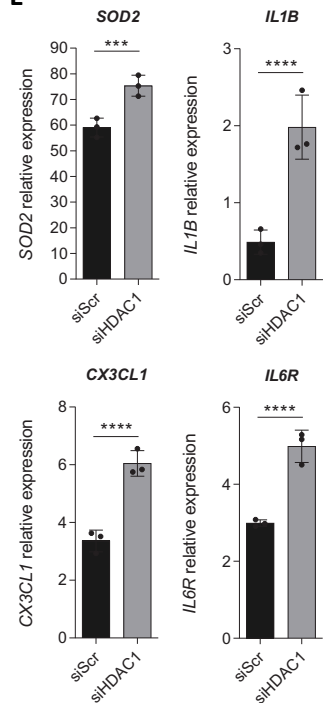 E
SOD2
SOD2 relative expression
90
80
70
60
50
40
30
20
10
0
***
siScr
siHDAC1
IL1B
IL1B relative expression
3
2
1
0
****
siScr
siHDAC1
CX3CL1
CX3CL1 relative expression
8
6
4
2
0
****
siScr
siHDAC1
IL6R
IL6R relative expression
6
4
2
0
****
siScr
siHDAC1